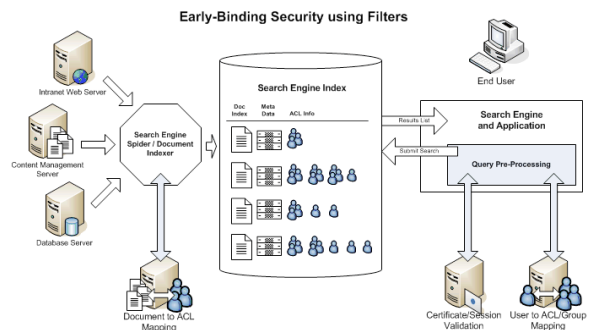 Early-Binding Security using Filters
Intranet Web Server
Content Management
Server
Database Server
Search Engine
Spider / Document
Indexer
Document to ACL
Mapping
Search Engine Index
Doc
Index
Meta
Data
ACL Info
Results List
Submit Search
End User
Search Engine
and Application
Query Pre-Processing
Certificate/Session
Validation
User to ACL/Group
Mapping